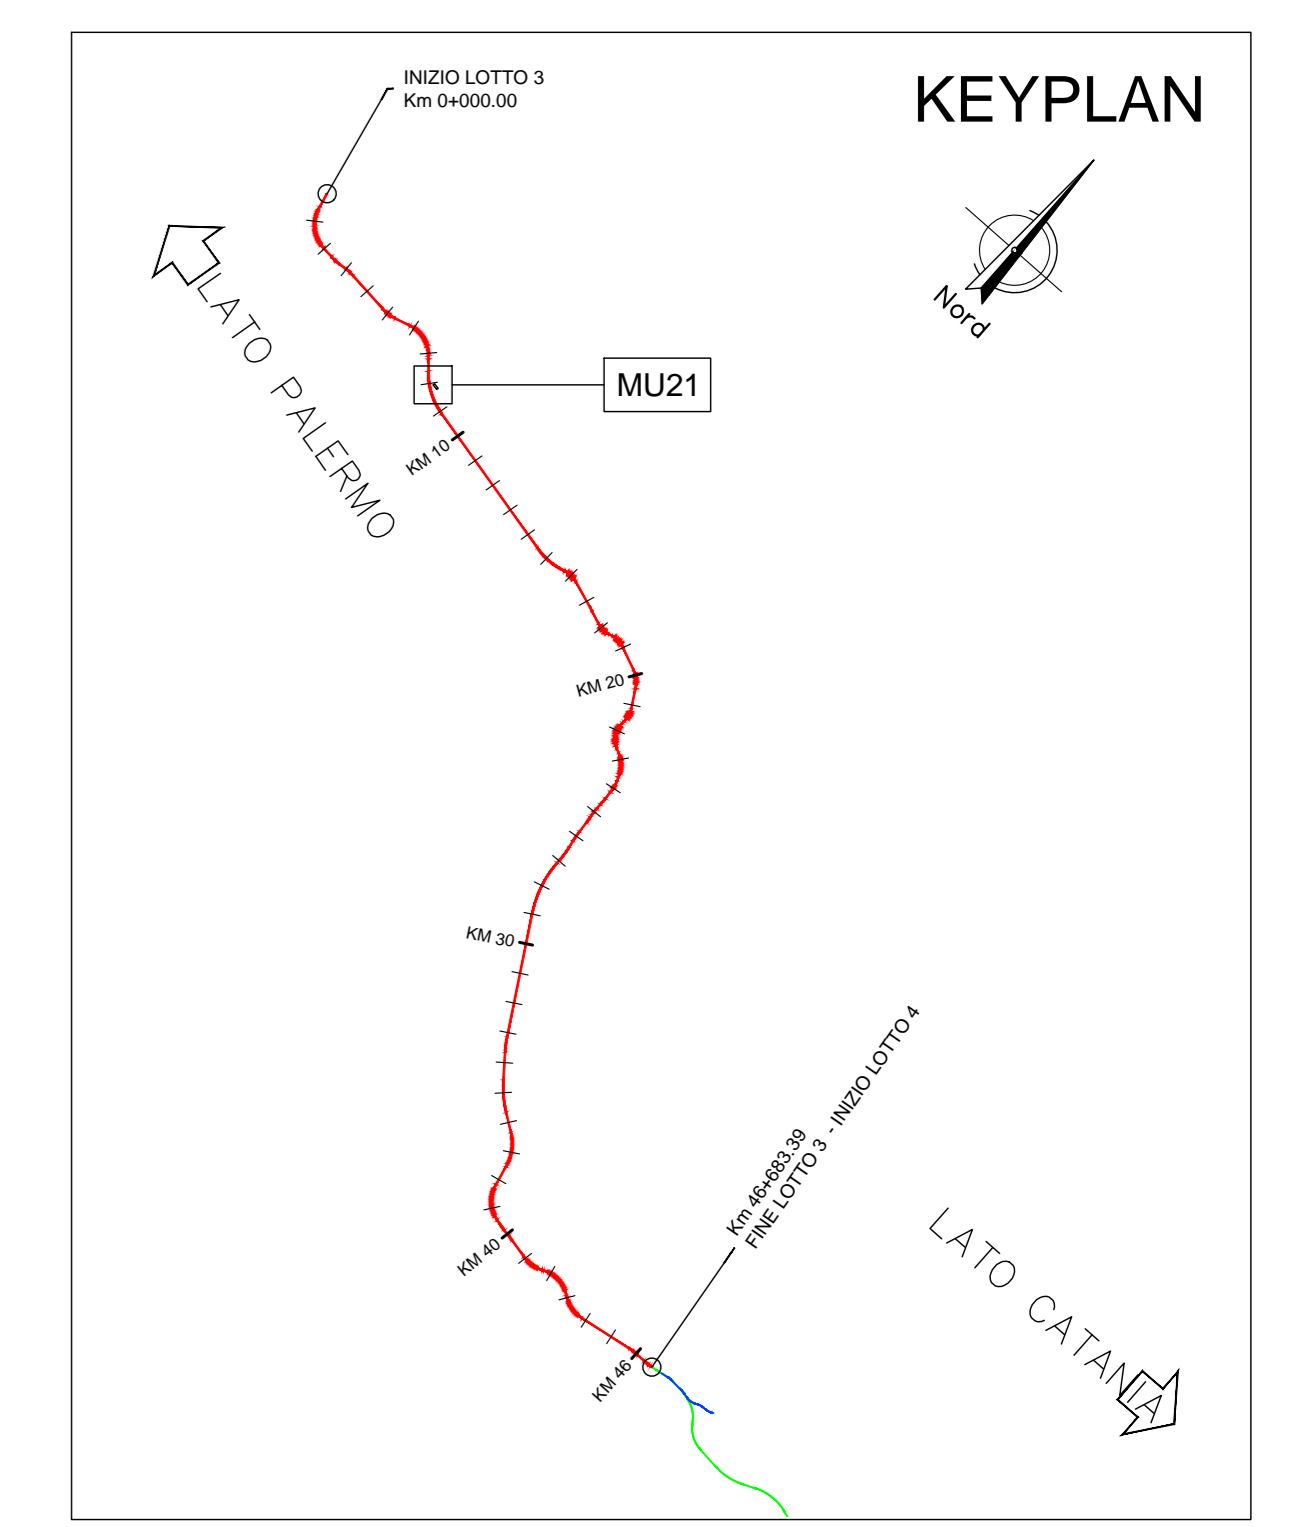 INIZIO LOTTO 3
Km 0+000.00
KEYPLAN
Nord
LATO PALERMO
MU21
KM 10
KM 20
KM 30
Km 46+683.39
FINE LOTTO 3 - INIZIO LOTTO 4
LATO CATANIA
KM 40
KM 46